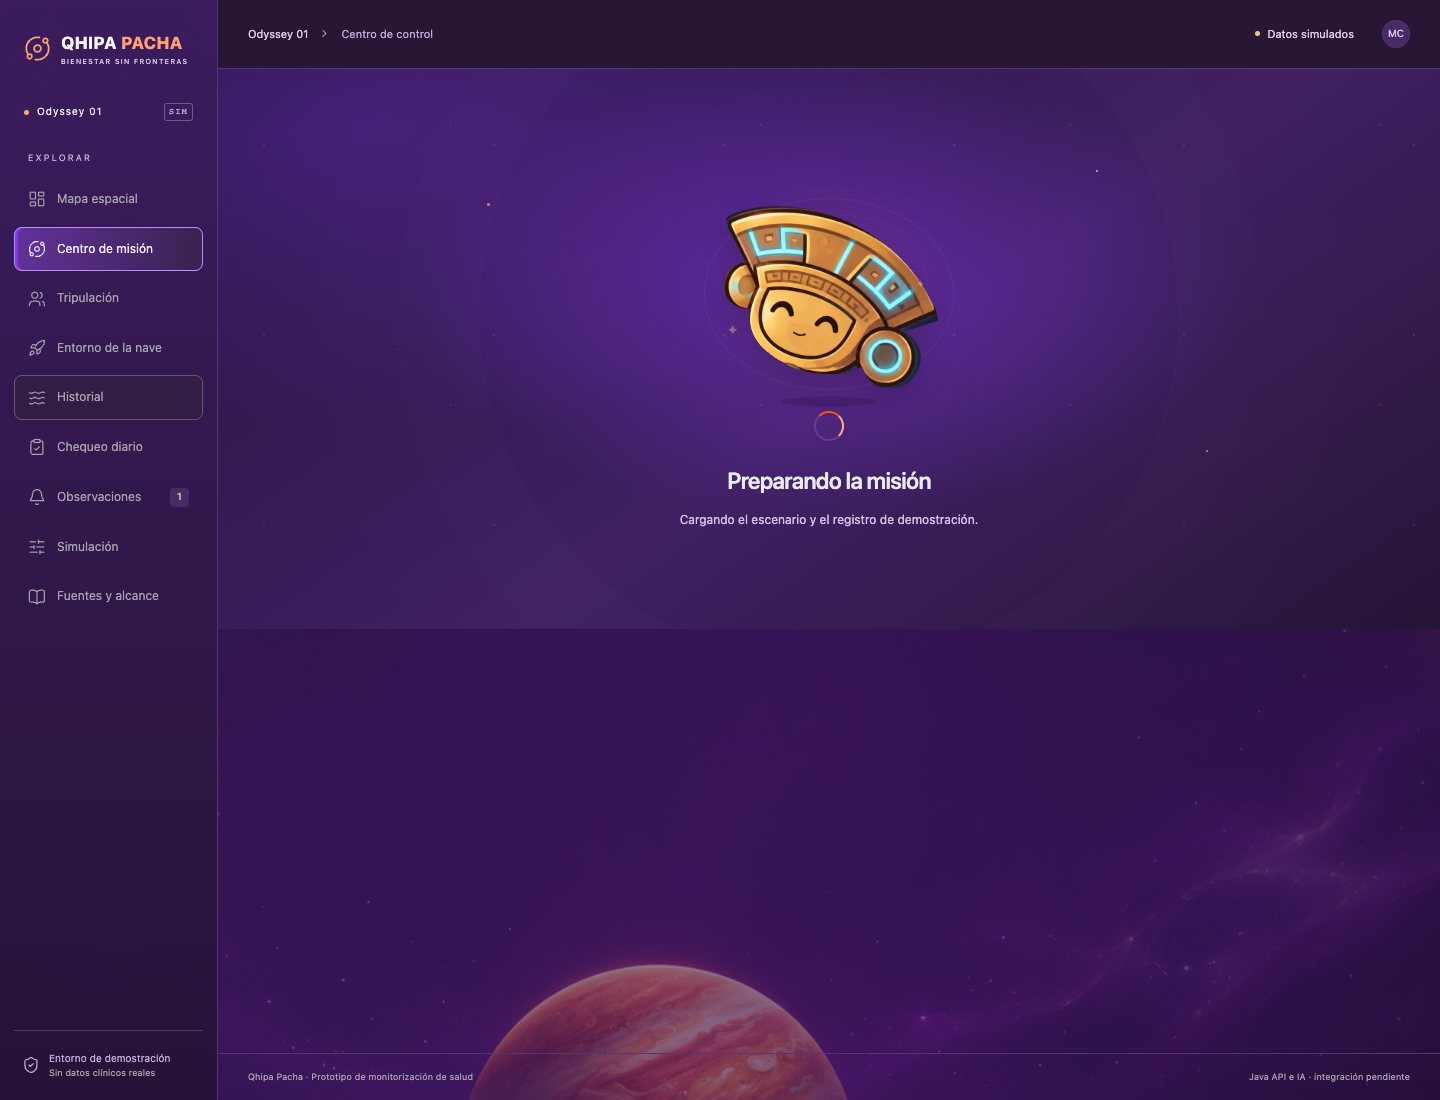 QHIPA PACHA
BIENESTAR SIN FRONTERAS
Odyssey 01
SIM
EXPLORAR
Mapa espacial
Centro de misión
Tripulación
Entorno de la nave
Historial
Chequeo diario
Observaciones 1
Simulación
Fuentes y alcance
Entorno de demostración
Sin datos clínicos reales
Odyssey 01 > Centro de control
Datos simulados
MC
Preparando la misión
Cargando el escenario y el registro de demostración.
Qhipa Pacha · Prototipo de monitorización de salud
Java API e IA · integración pendiente